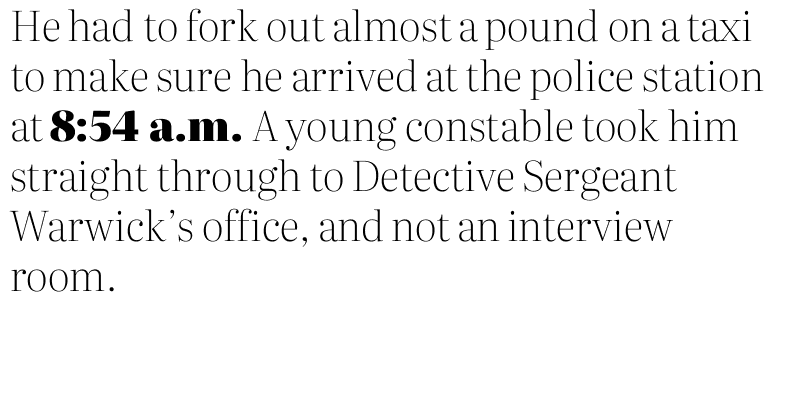 He had to fork out almost a pound on a taxi
to make sure he arrived at the police station
at 8:54 a.m. A young constable took him
straight through to Detective Sergeant
Warwick’s office, and not an interview
room.